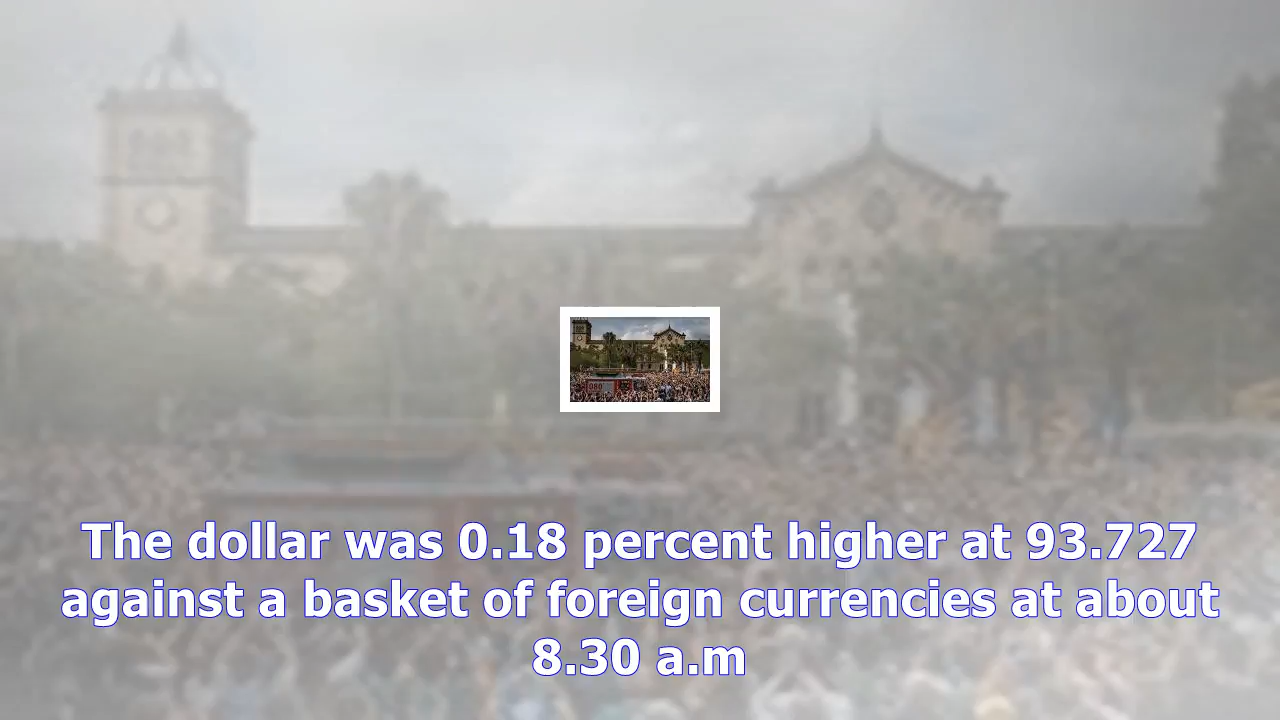 080
The dollar was 0.18 percent higher at 93.727
against a basket of foreign currencies at about
8.30 a.m